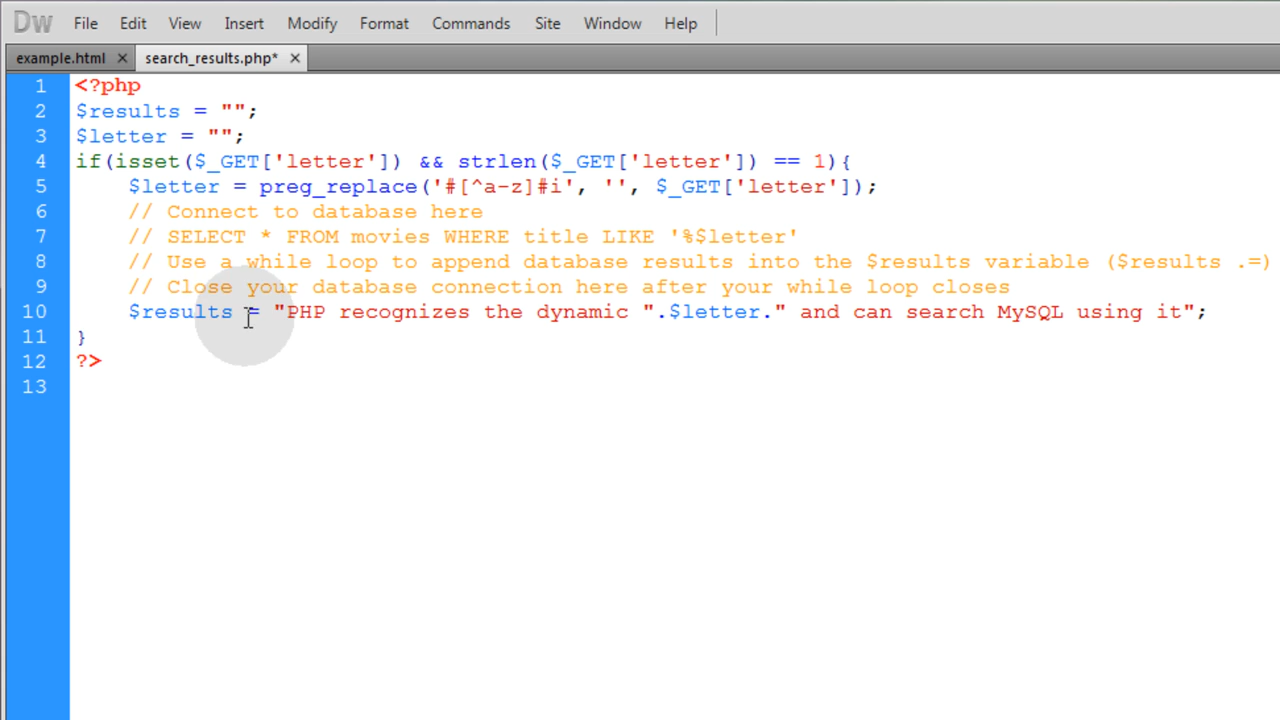 Dw File Edit View Insert Modify Format Commands Site Window Help
example.html × search_results.php* ×
1 <?php
2 $results = "";
3 $letter = "";
4 if(isset($_GET['letter']) && strlen($_GET['letter']) == 1){
5 $letter = preg_replace('#[^a-z]#i', '', $_GET['letter']);
6 // Connect to database here
7 // SELECT * FROM movies WHERE title LIKE '%$letter'
8 // Use a while loop to append database results into the $results variable ($results .=)
9 // Close your database connection here after your while loop closes
10 $results = "PHP recognizes the dynamic ".$letter." and can search MySQL using it";
11 }
12 ?>
13